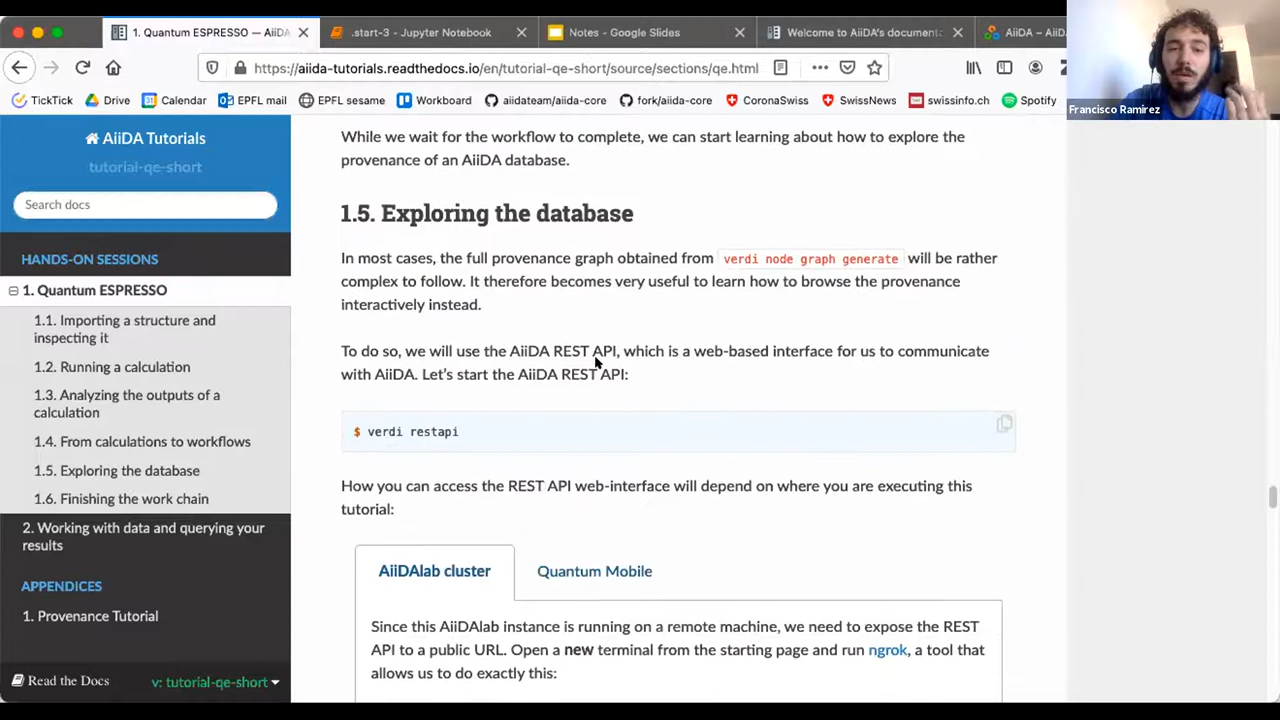 1. Quantum ESPRESSO — AiiDA
.start-3 - Jupyter Notebook
Notes - Google Slides
Welcome to AiiDA's documentat
AiiDA – AiiD
https://aiida-tutorials.readthedocs.io/en/tutorial-qe-short/source/sections/qe.html
TickTick
Drive
Calendar
EPFL mail
EPFL sesame
Workboard
aiidateam/aiida-core
fork/aiida-core
CoronaSwiss
SwissNews
swissinfo.ch
Spotify
Francisco Ramirez
AiiDA Tutorials
tutorial-qe-short
Search docs
HANDS-ON SESSIONS
1. Quantum ESPRESSO
1.1. Importing a structure and
inspecting it
1.2. Running a calculation
1.3. Analyzing the outputs of a
calculation
1.4. From calculations to workflows
1.5. Exploring the database
1.6. Finishing the work chain
2. Working with data and querying your
results
APPENDICES
1. Provenance Tutorial
Read the Docs
v: tutorial-qe-short
While we wait for the workflow to complete, we can start learning about how to explore the
provenance of an AiiDA database.
1.5. Exploring the database
In most cases, the full provenance graph obtained from verdi node graph generate will be rather
complex to follow. It therefore becomes very useful to learn how to browse the provenance
interactively instead.
To do so, we will use the AiiDA REST API, which is a web-based interface for us to communicate
with AiiDA. Let's start the AiiDA REST API:
$ verdi restapi
How you can access the REST API web-interface will depend on where you are executing this
tutorial:
AiiDAlab cluster
Quantum Mobile
Since this AiiDAlab instance is running on a remote machine, we need to expose the REST
API to a public URL. Open a new terminal from the starting page and run ngrok, a tool that
allows us to do exactly this: